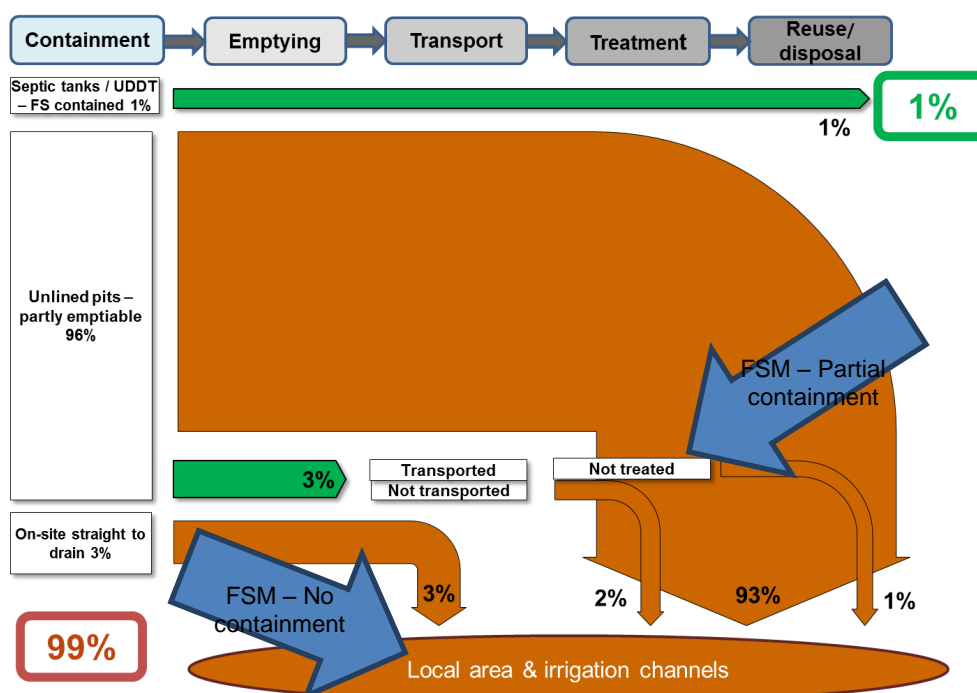 Containment
Emptying
Transport
Treatment
Reuse/
disposal
Septic tanks / UDDT
– FS contained 1%
1%
1%
Unlined pits –
partly emptiable
96%
FSM – Partial
containment
3%
Transported
Not transported
Not treated
On-site straight to
drain 3%
FSM – No
containment
3%
2%
93%
1%
99%
Local area & irrigation channels